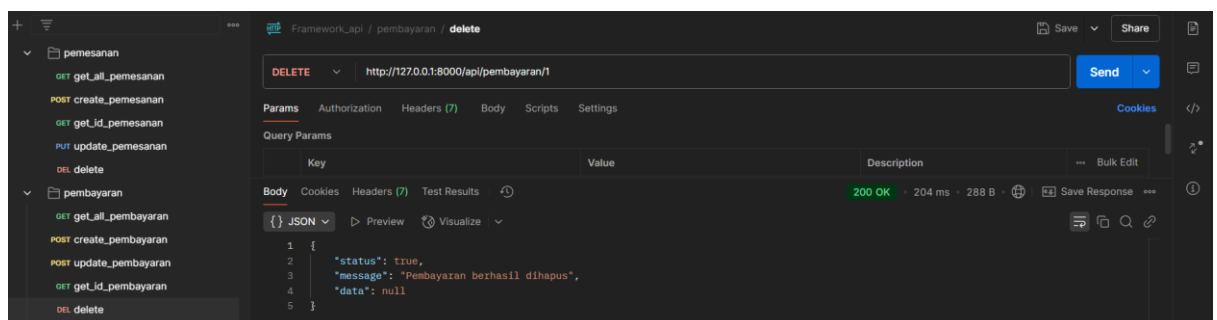 pemesanan
GET get_all_pemesanan
POST create_pemesanan
GET get_id_pemesanan
PUT update_pemesanan
DEL delete
pembayaran
GET get_all_pembayaran
POST create_pembayaran
POST update_pembayaran
GET get_id_pembayaran
DEL delete
HTTP Framework_api / pembayaran / delete
Save Share
DELETE http://127.0.0.1:8000/api/pembayaran/1 Send
Params Authorization Headers (7) Body Scripts Settings Cookies
Query Params
Key Value Description Bulk Edit
Body Cookies Headers (7) Test Results 200 OK 204 ms 288 B Save Response
{} JSON Preview Visualize
1 {
2 "status": true,
3 "message": "Pembayaran berhasil dihapus",
4 "data": null
5 }